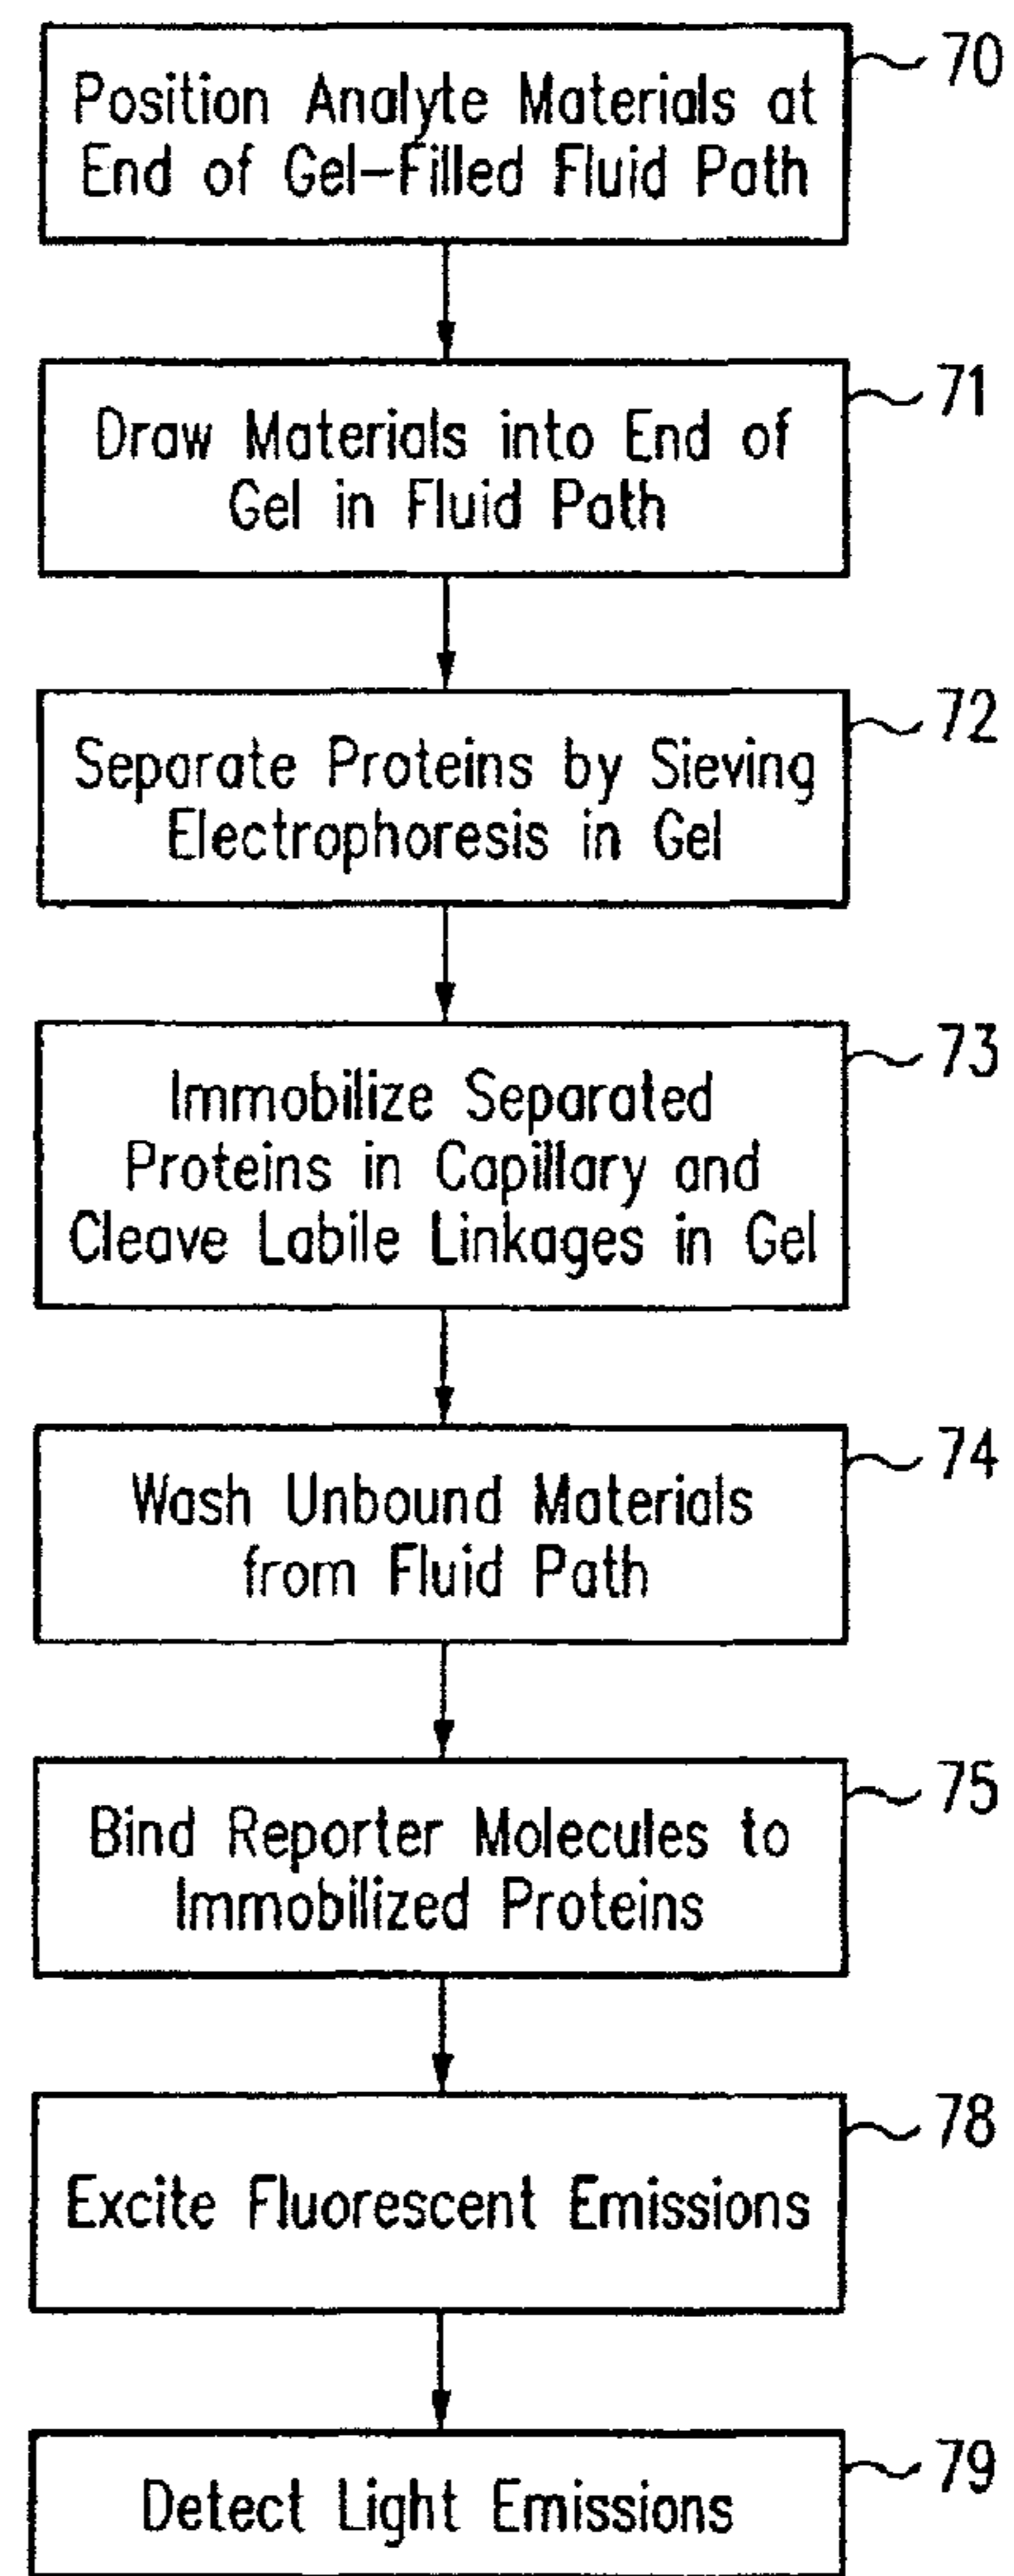 70
Position Analyte Materials at
End of Gel-Filled Fluid Path
71
Draw Materials into End of
Gel in Fluid Path
72
Separate Proteins by Sieving
Electrophoresis in Gel
73
Immobilize Separated
Proteins in Capillary and
Cleave Labile Linkages in Gel
74
Wash Unbound Materials
from Fluid Path
75
Bind Reporter Molecules to
Immobilized Proteins
78
Excite Fluorescent Emissions
79
Detect Light Emissions